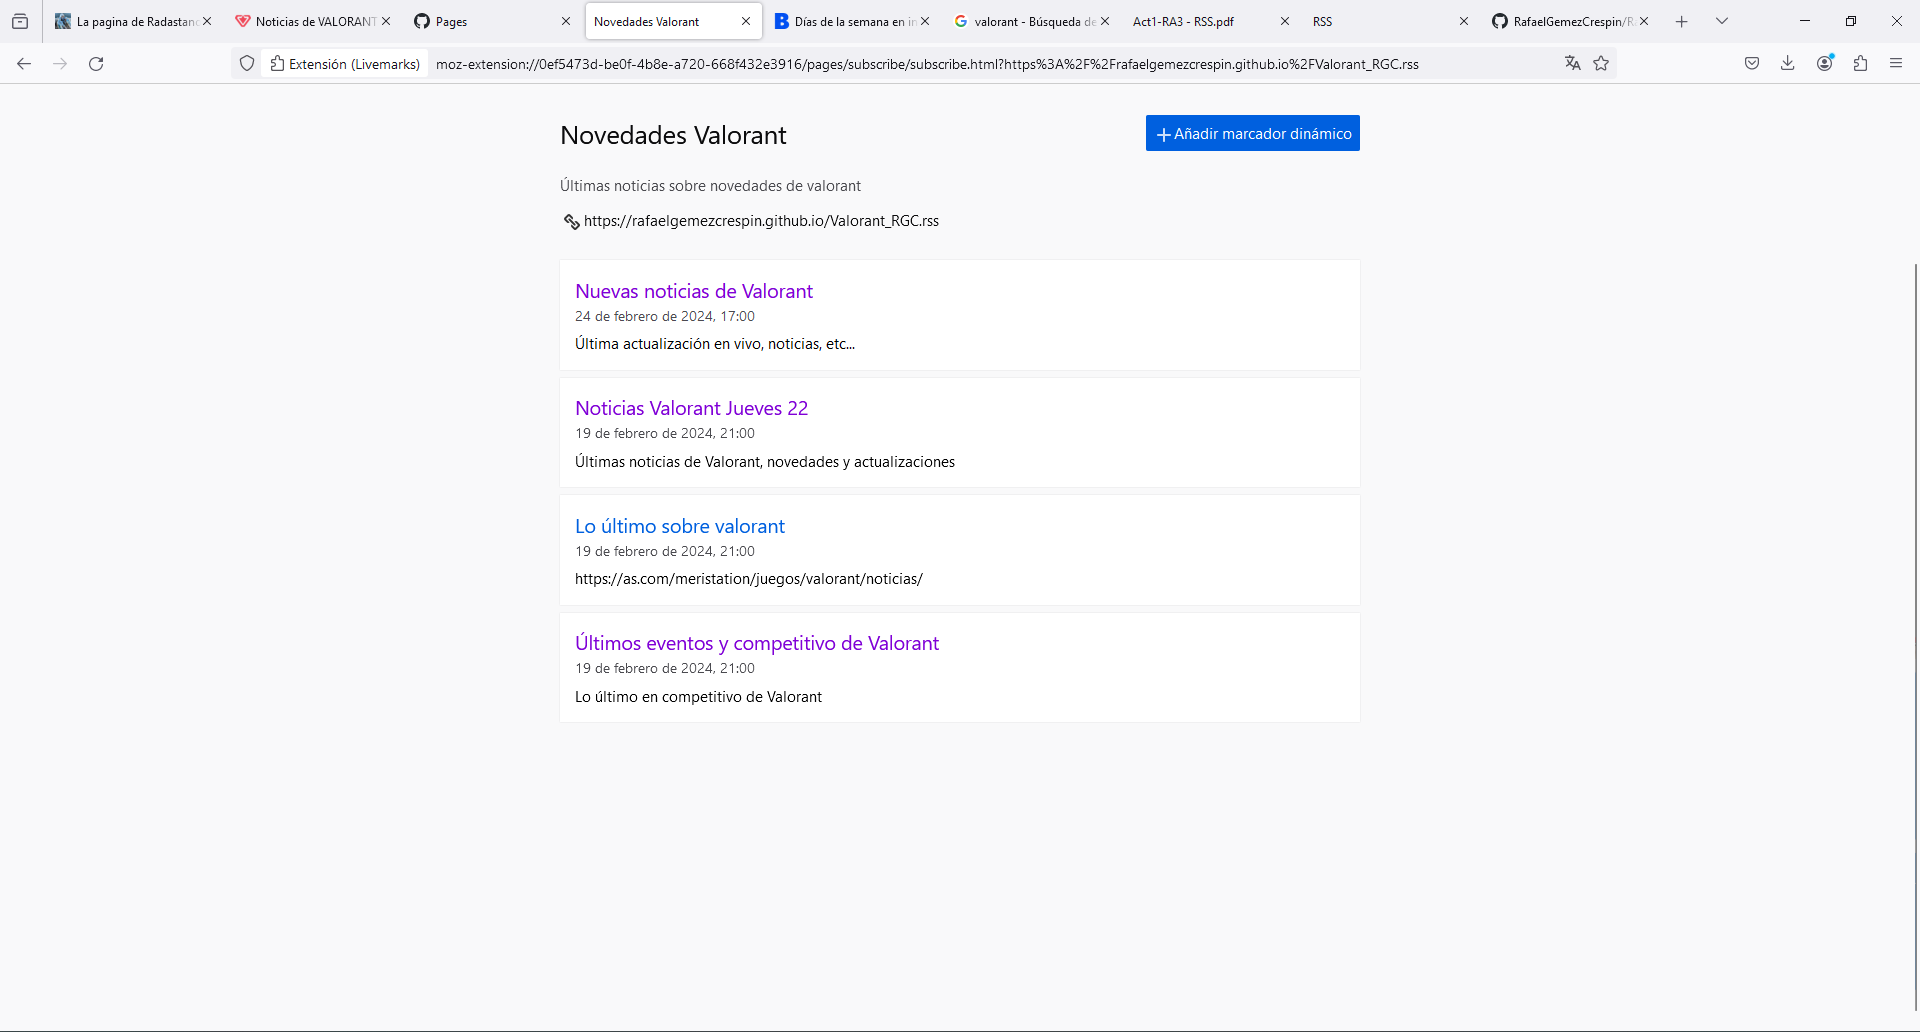 La pagina de Radastan
Noticias de VALORANT
Pages
Novedades Valorant
Días de la semana en in
valorant - Búsqueda de
Act1-RA3 - RSS.pdf
RSS
RafaelGemezCrespin/R
Extensión (Livemarks)
moz-extension://0ef5473d-be0f-4b8e-a720-668f432e3916/pages/subscribe/subscribe.html?https%3A%2F%2Frafaelgemezcrespin.github.io%2FValorant_RGC.rss
Novedades Valorant
Añadir marcador dinámico
Últimas noticias sobre novedades de valorant
https://rafaelgemezcrespin.github.io/Valorant_RGC.rss
Nuevas noticias de Valorant
24 de febrero de 2024, 17:00
Última actualización en vivo, noticias, etc...
Noticias Valorant Jueves 22
19 de febrero de 2024, 21:00
Últimas noticias de Valorant, novedades y actualizaciones
Lo último sobre valorant
19 de febrero de 2024, 21:00
https://as.com/meristation/juegos/valorant/noticias/
Últimos eventos y competitivo de Valorant
19 de febrero de 2024, 21:00
Lo último en competitivo de Valorant